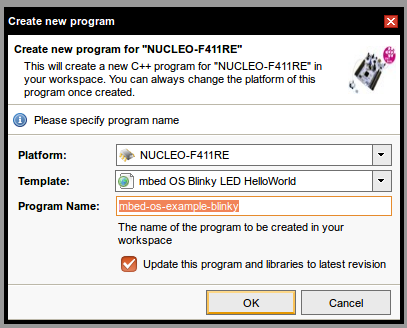 Create new program
Create new program for "NUCLEO-F411RE"
This will create a new C++ program for "NUCLEO-F411RE" in
your workspace. You can always change the platform of
this program once created.
Please specify program name
Platform: NUCLEO-F411RE
Template: mbed OS Blinky LED HelloWorld
Program Name: mbed-os-example-blinky
The name of the program to be created in your
workspace
Update this program and libraries to latest revision
OK Cancel